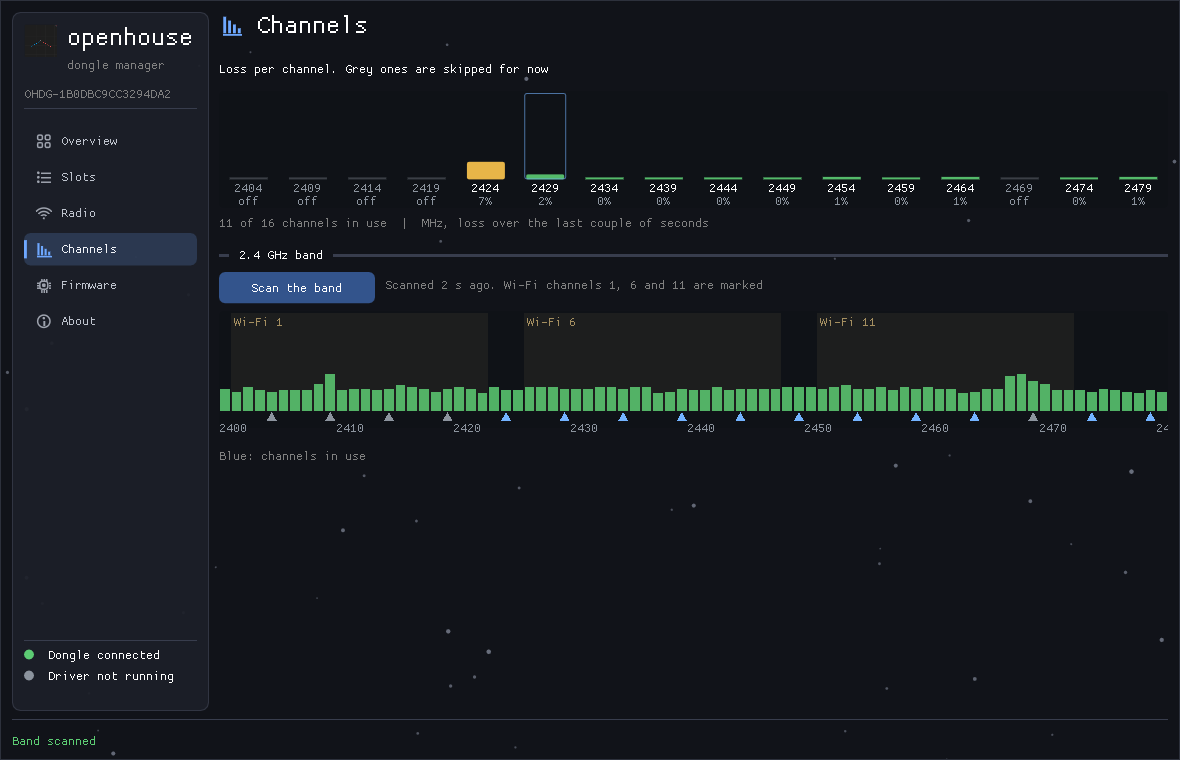 openhouse
dongle manager
OHDG-1B0DBC9CC3294DA2
Overview
Slots
Radio
Channels
Firmware
About
Dongle connected
Driver not running
Channels
Loss per channel. Grey ones are skipped for now
2404 2409 2414 2419 2424 2429 2434 2439 2444 2449 2454 2459 2464 2469 2474 2479
off off off off 7% 2% 0% 0% 0% 0% 1% 0% 1% off 0% 1%
11 of 16 channels in use | MHz, loss over the last couple of seconds
2.4 GHz band
Scan the band
Scanned 2 s ago. Wi-Fi channels 1, 6 and 11 are marked
Wi-Fi 1 Wi-Fi 6 Wi-Fi 11
2400 2410 2420 2430 2440 2450 2460 2470 24
Blue: channels in use
Band scanned